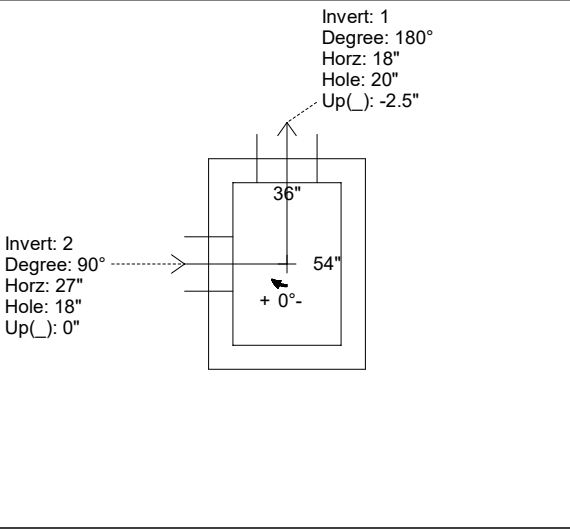 Invert: 1
Degree: 180°
Horz: 18"
Hole: 20"
Up(_): -2.5"
36"
Invert: 2
Degree: 90°
Horz: 27"
Hole: 18"
Up(_): 0"
54"
+ 0°-